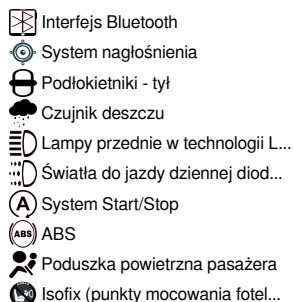 Interfejs Bluetooth
System nagłośnienia
Podłokietniki - tył
Czujnik deszczu
Lampy przednie w technologii L...
Światła do jazdy dziennej diod...
A System Start/Stop
ABS ABS
Poduszka powietrzna pasażera
Isofix (punkty mocowania fotel...